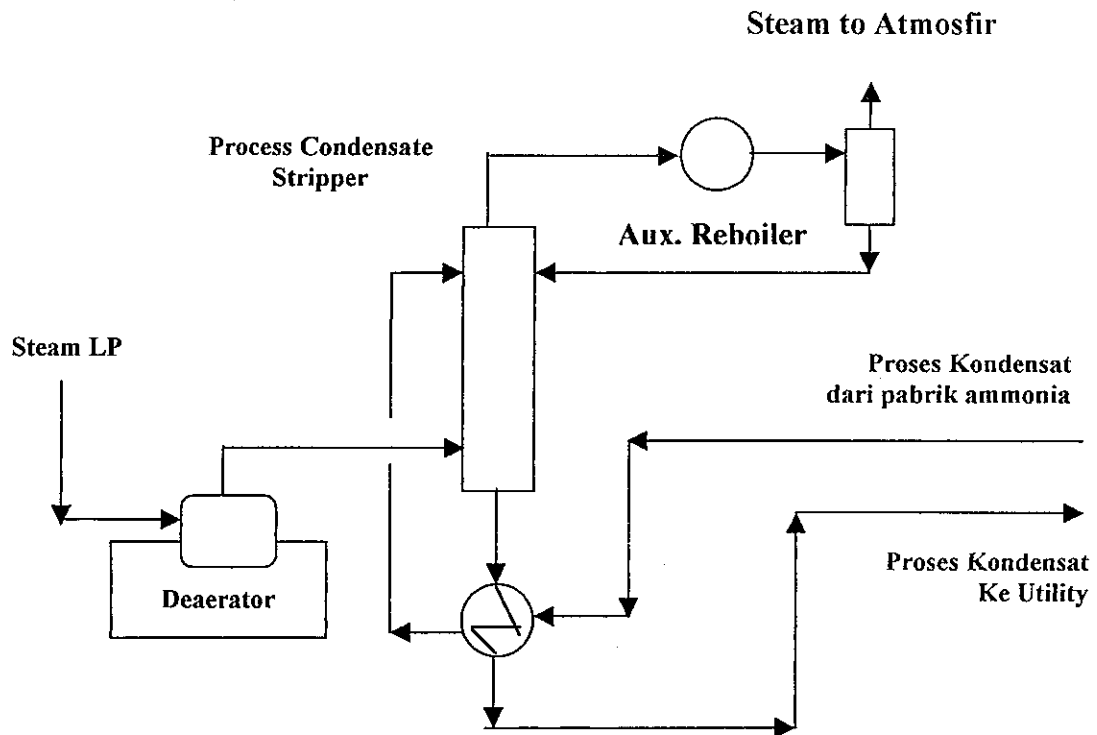 Steam to Atmosfir
Process Condensate
Stripper
Aux. Reboiler
Steam LP
Proses Kondensat
dari pabrik ammonia
Deaerator
Proses Kondensat
Ke Utility